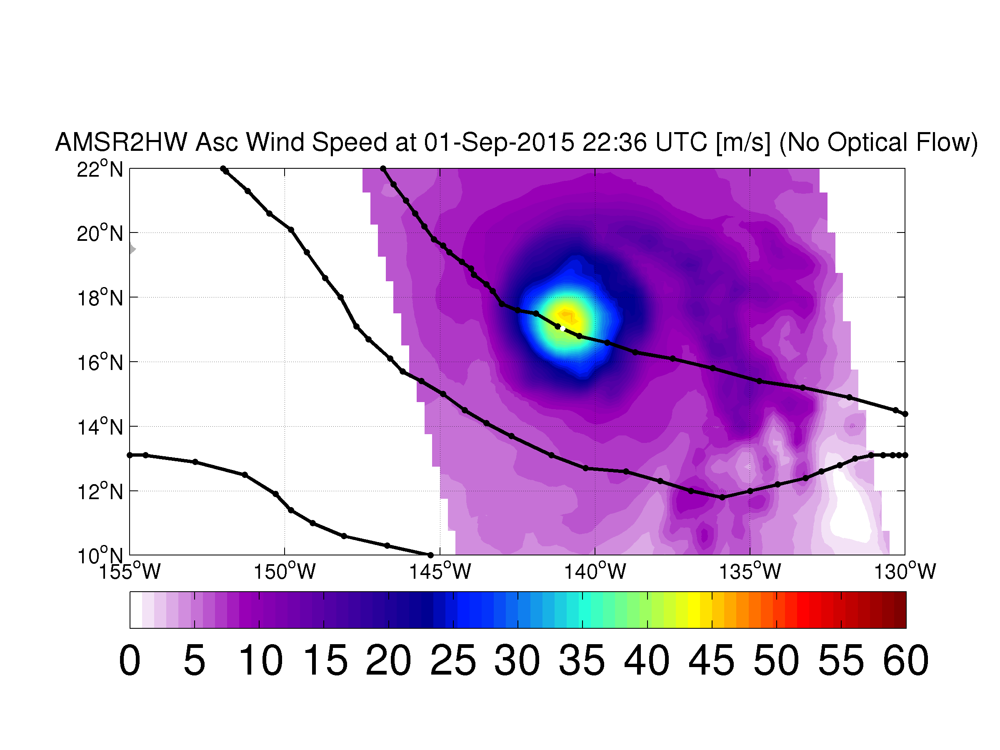 AMSR2HW Asc Wind Speed at 01-Sep-2015 22:36 UTC [m/s] (No Optical Flow)
22°N
20°N
18°N
16°N
14°N
12°N
10°N
155°W 150°W 145°W 140°W 135°W 130°W
0 5 10 15 20 25 30 35 40 45 50 55 60